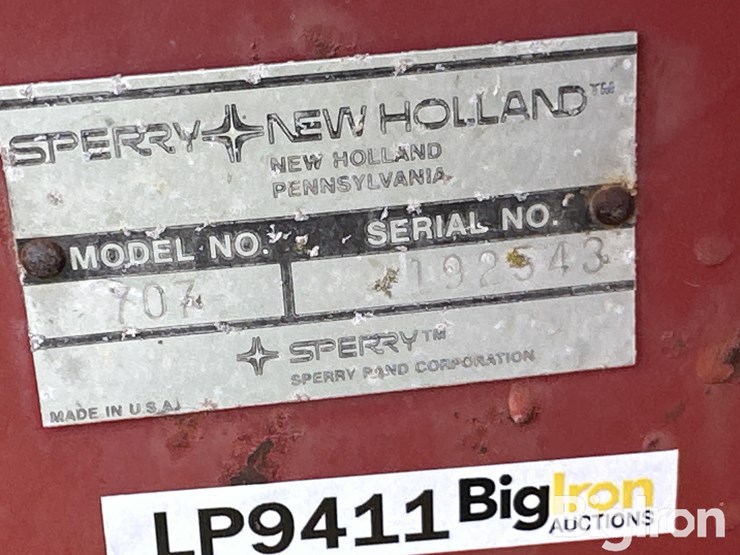 SPERRY NEW HOLLAND™
NEW HOLLAND
PENNSYLVANIA
MODEL NO. SERIAL NO.
707 192543
SPERRY™
SPERRY RAND CORPORATION
MADE IN U.S.A.
LP9411 BigIron
AUCTIONS
BigIron